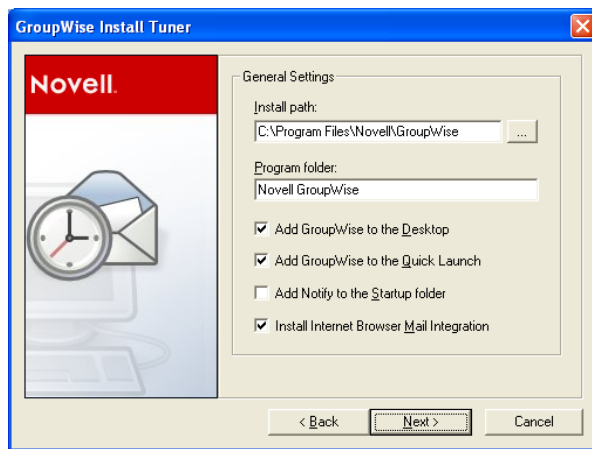 GroupWise Install Tuner
Novell.
General Settings
Install path:
C:\Program Files\Novell\GroupWise
...
Program folder:
Novell GroupWise
Add GroupWise to the Desktop
Add GroupWise to the Quick Launch
Add Notify to the Startup folder
Install Internet Browser Mail Integration
< Back
Next >
Cancel